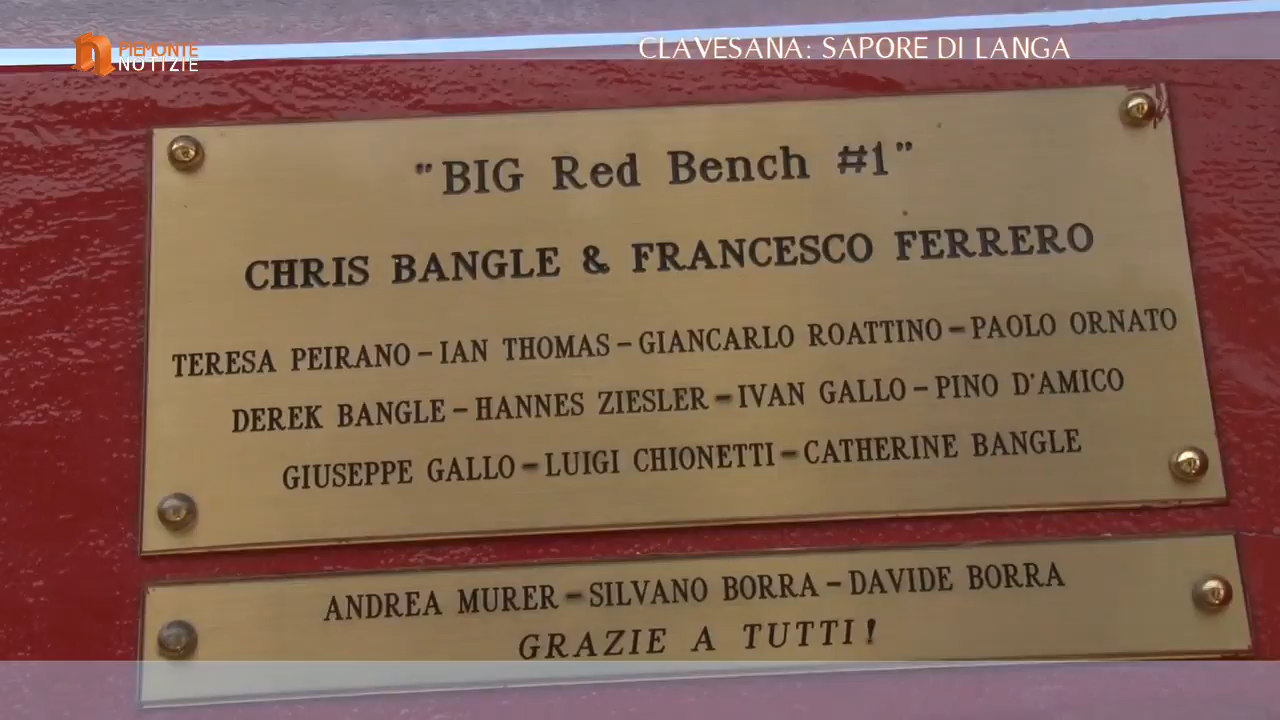 PIEMONTE
NOTIZIE
CLAVESANA: SAPORE DI LANGA
"BIG Red Bench #1"
CHRIS BANGLE & FRANCESCO FERRERO
TERESA PEIRANO - IAN THOMAS - GIANCARLO ROATTINO - PAOLO ORNATO
DEREK BANGLE - HANNES ZIESLER - IVAN GALLO - PINO D'AMICO
GIUSEPPE GALLO - LUIGI CHIONETTI - CATHERINE BANGLE
ANDREA MURER - SILVANO BORRA - DAVIDE BORRA
GRAZIE A TUTTI!